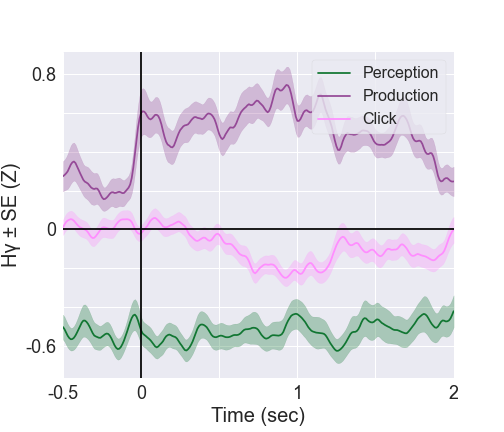 Perception
Production
Click
0.8
0
-0.6
Hγ ± SE (Z)
-0.5
0
1
2
Time (sec)